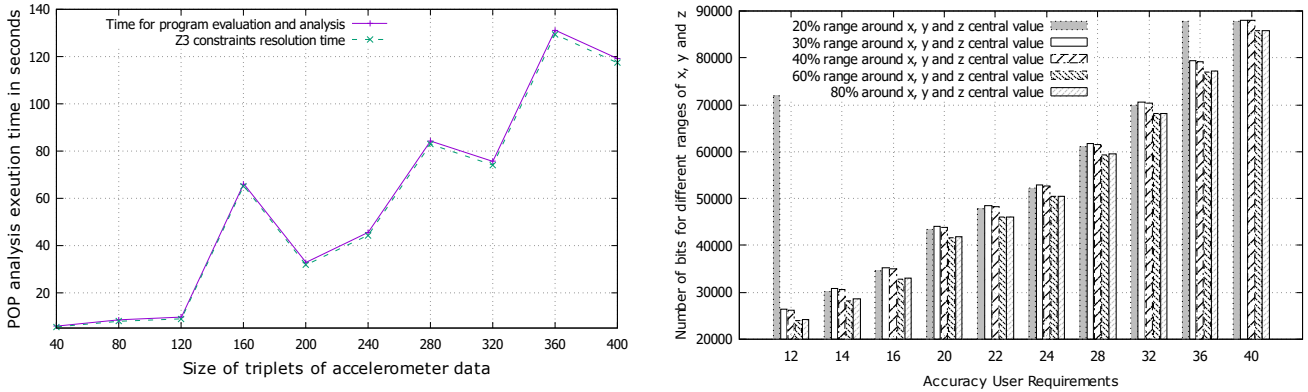 POP analysis exeution time in seconds
140
120
100
80
60
40
20
Time for program evaluation and analysis
Z3 constraints resolution time
40 80 120 160 200 240 280 320 360 400
Size of triplets of accelerometer data
Number of bits for different ranges of x, y and z
90000
80000
70000
60000
50000
40000
30000
20000
20% range around x, y and z central value
30% range around x, y and z central value
40% range around x, y and z central value
60% range around x, y and z central value
80% around x, y and z central value
12 14 16 20 22 24 28 32 36 40
Accuracy User Requirements